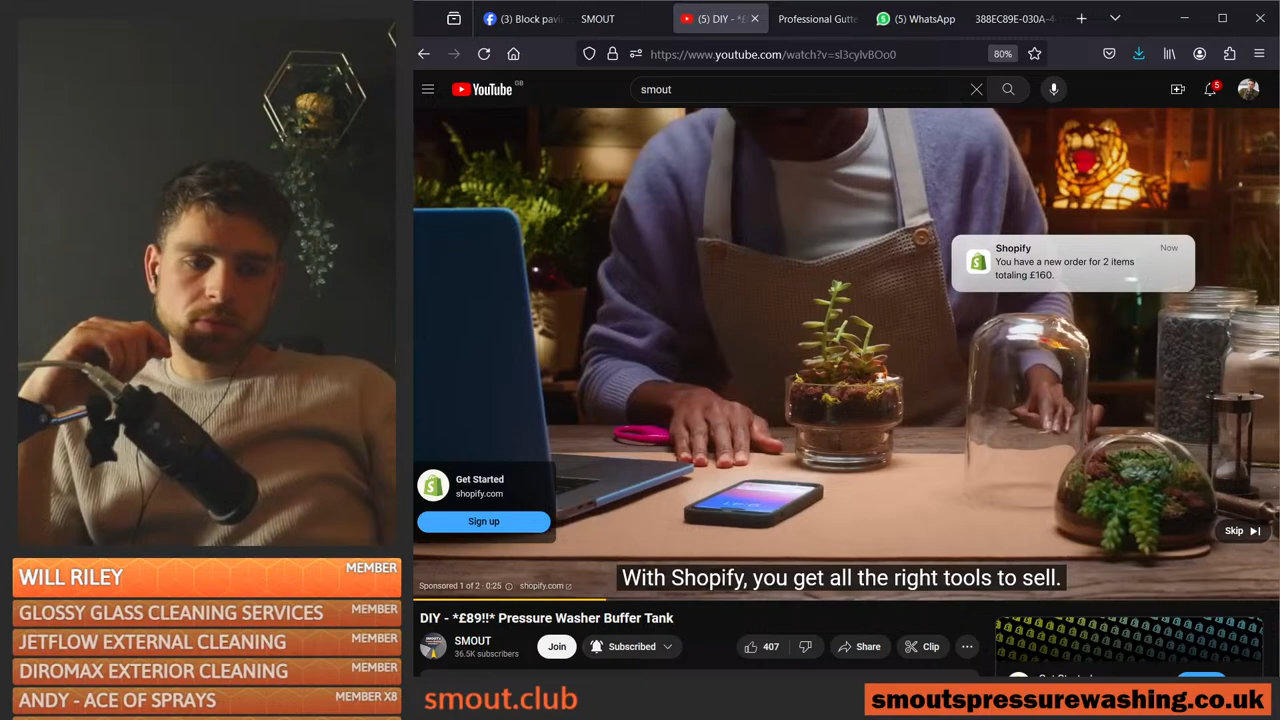 (3) Block pavi
SMOUT
(5) DIY - *£
Professional Gutte
(5) WhatsApp
388EC89E-030A-4
https://www.youtube.com/watch?v=sl3cylvBOo0
80%
YouTube GB
smout
5
Shopify
Now
You have a new order for 2 items
totaling £160.
Get Started
shopify.com
Sign up
Skip
With Shopify, you get all the right tools to sell.
Sponsored 1 of 2 · 0:25
shopify.com
DIY - *£89!!* Pressure Washer Buffer Tank
SMOUT
36.5K subscribers
Join
Subscribed
407
Share
Clip
WILL RILEY MEMBER
GLOSSY GLASS CLEANING SERVICES MEMBER
JETFLOW EXTERNAL CLEANING MEMBER
DIROMAX EXTERIOR CLEANING MEMBER
ANDY - ACE OF SPRAYS MEMBER X8
smout.club
smoutspressurewashing.co.uk